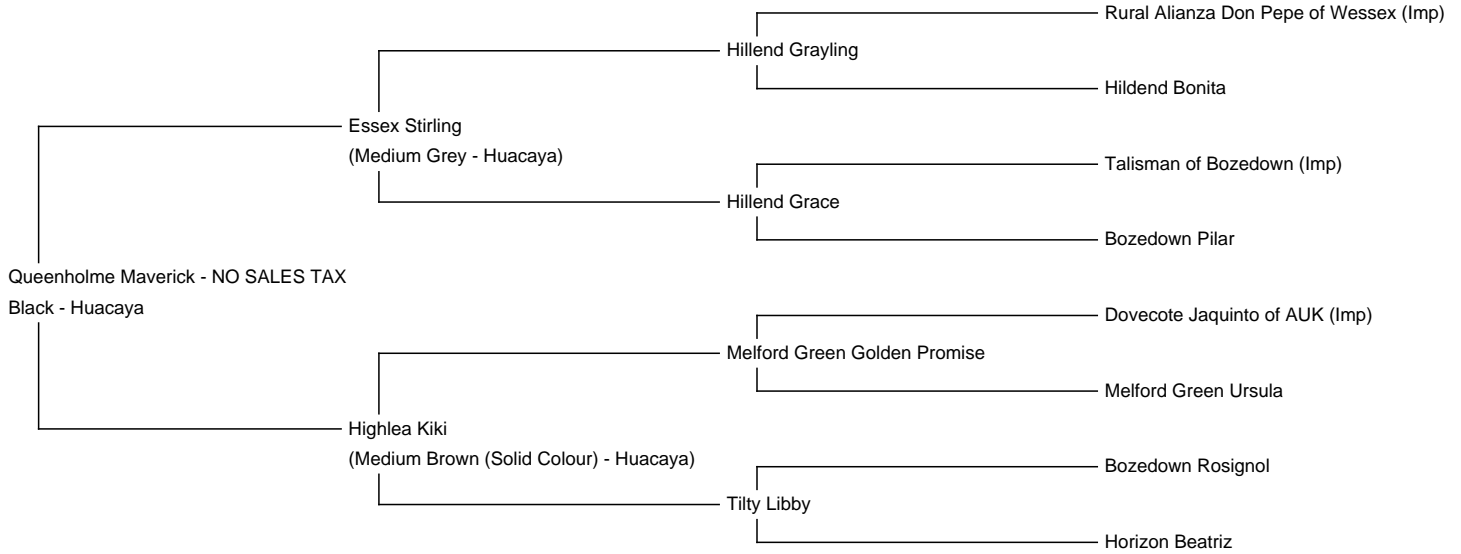 Rural Alianza Don Pepe of Wessex (Imp)
Hillend Grayling
Hildend Bonita
Essex Stirling
(Medium Grey - Huacaya)
Talisman of Bozedown (Imp)
Hillend Grace
Bozedown Pilar
Queenholme Maverick - NO SALES TAX
Black - Huacaya
Dovecote Jaquinto of AUK (Imp)
Melford Green Golden Promise
Melford Green Ursula
Highlea Kiki
(Medium Brown (Solid Colour) - Huacaya)
Bozedown Rosignol
Tilty Libby
Horizon Beatriz